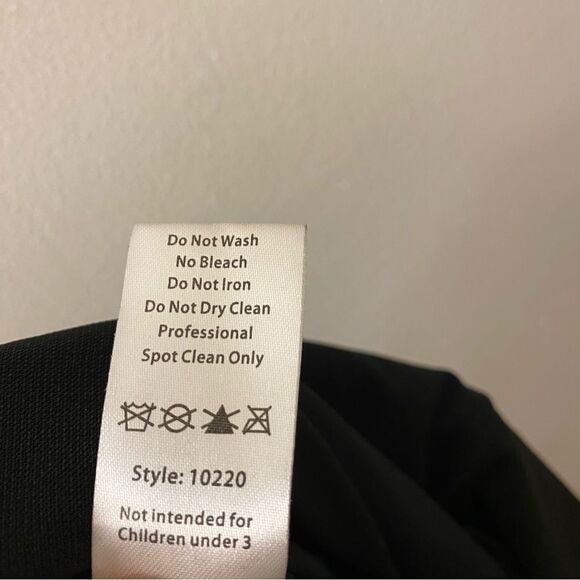 Do Not Wash
No Bleach
Do Not Iron
Do Not Dry Clean
Professional
Spot Clean Only
Style: 10220
Not intended for
Children under 3